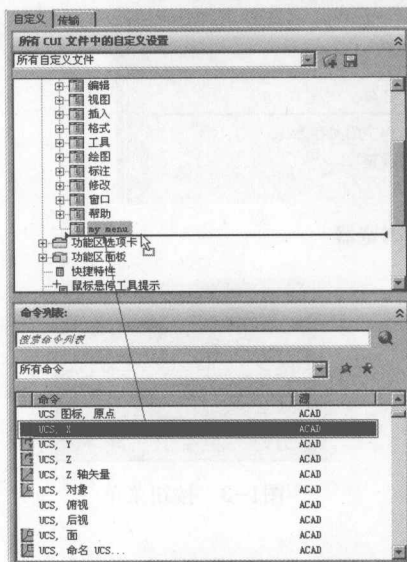 自定义 传输
所有 CUI 文件中的自定义设置
所有自定义文件
编辑
视图
插入
格式
工具
绘图
标注
修改
窗口
帮助
my menu
功能区选项卡
功能区面板
快捷特性
鼠标悬停工具提示
命令列表:
搜索命令列表
所有命令
命令 源
UCS 图标, 原点 ACAD
UCS, X ACAD
UCS, Y ACAD
UCS, Z ACAD
UCS, Z 轴矢量 ACAD
UCS, 对象 ACAD
UCS, 俯视 ACAD
UCS, 后视 ACAD
UCS, 面 ACAD
UCS, 命名 UCS... ACAD